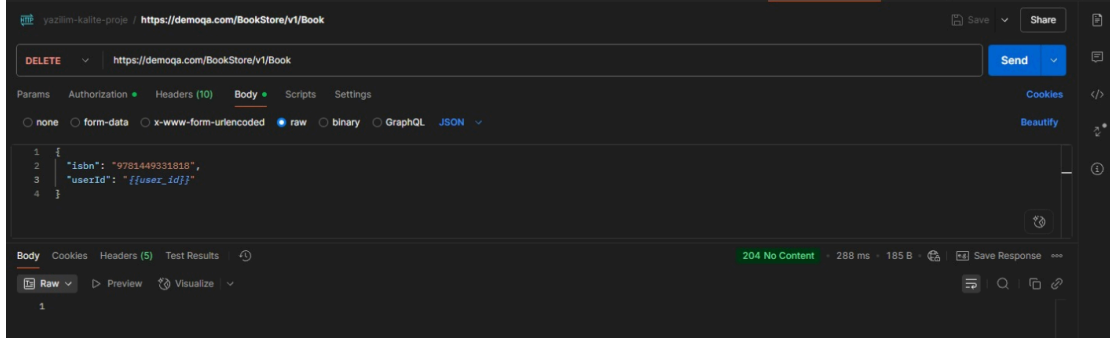 yazilim-kalite-proje / https://demoqa.com/BookStore/v1/Book Save Share
DELETE https://demoqa.com/BookStore/v1/Book Send
Params Authorization Headers (10) Body Scripts Settings Cookies
none form-data x-www-form-urlencoded raw binary GraphQL JSON Beautify
1 {
2 "isbn": "9781449331818",
3 "userId": "{{user_id}}"
4 }
Body Cookies Headers (5) Test Results 204 No Content 288 ms 185 B Save Response
Raw Preview Visualize
1